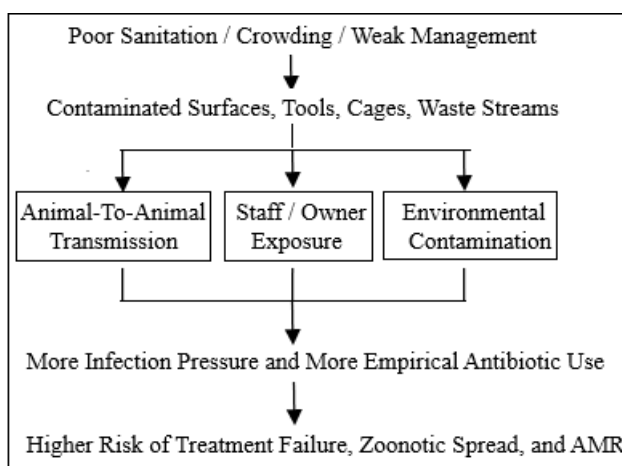 Poor Sanitation / Crowding / Weak Management
Contaminated Surfaces, Tools, Cages, Waste Streams
Animal-To-Animal
Transmission
Staff / Owner
Exposure
Environmental
Contamination
More Infection Pressure and More Empirical Antibiotic Use
Higher Risk of Treatment Failure, Zoonotic Spread, and AMR